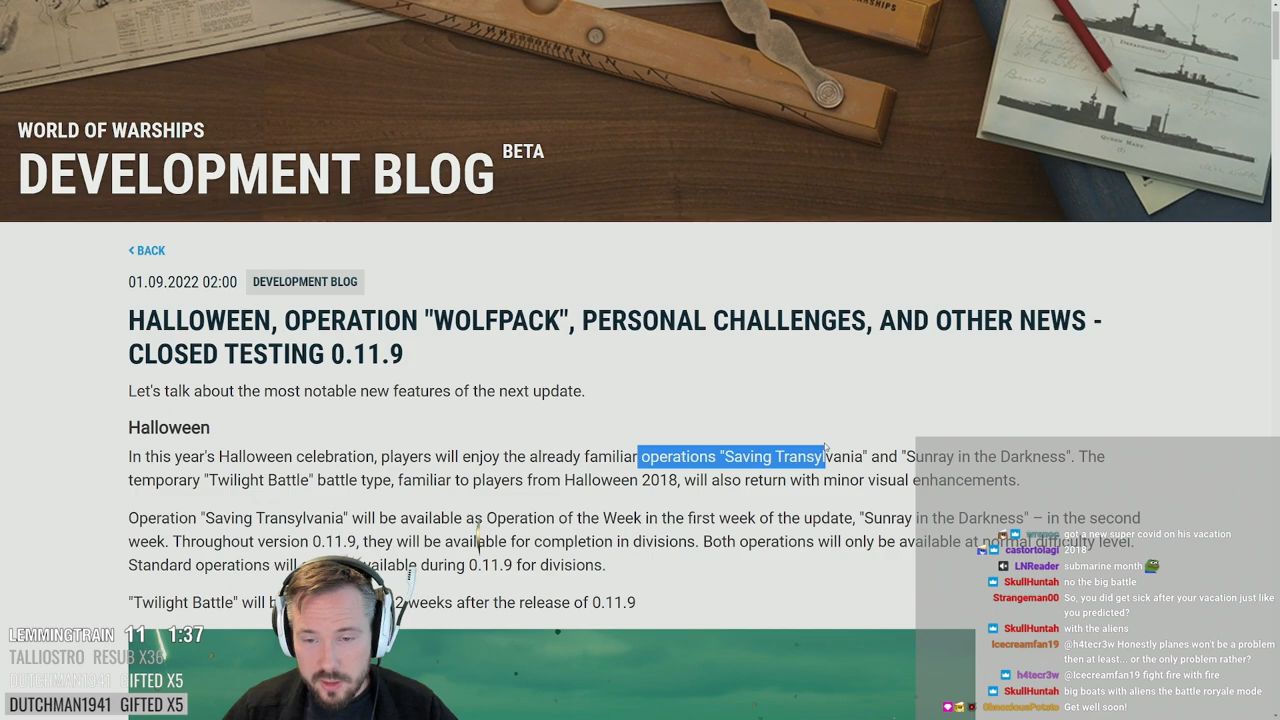 WARSHIPS
DREADNOUGHT.
QUEEN MARY.
WORLD OF WARSHIPS
DEVELOPMENT BLOG BETA
BACK
01.09.2022 02:00 DEVELOPMENT BLOG
HALLOWEEN, OPERATION "WOLFPACK", PERSONAL CHALLENGES, AND OTHER NEWS -
CLOSED TESTING 0.11.9
Let's talk about the most notable new features of the next update.
Halloween
In this year's Halloween celebration, players will enjoy the already familiar operations "Saving Transylvania" and "Sunray in the Darkness". The
temporary "Twilight Battle" battle type, familiar to players from Halloween 2018, will also return with minor visual enhancements.
Operation "Saving Transylvania" will be available as Operation of the Week in the first week of the update, "Sunray in the Darkness" – in the second
week. Throughout version 0.11.9, they will be available for completion in divisions. Both operations will only be available at normal difficulty level.
Standard operations will available during 0.11.9 for divisions.
"Twilight Battle" will 2 weeks after the release of 0.11.9
LEMMINGTRAIN 11 1:37
TALLIOSTRO RESUB X36
DUTCHMAN1941 GIFTED X5
DUTCHMAN1941 GIFTED X5
got a new super covid on his vacation
castortolagi 2018
LNReader submarine month
SkullHuntah no the big battle
Strangeman00 So, you did get sick after your vacation just like
you predicted?
SkullHuntah with the aliens
Icecreamfan19 @h4tecr3w Honestly planes won't be a problem
then at least... or the only problem rather?
h4tecr3w @Icecreamfan19 fight fire with fire
SkullHuntah big boats with aliens the battle roryale mode
0bnoxiousPotato Get well soon!